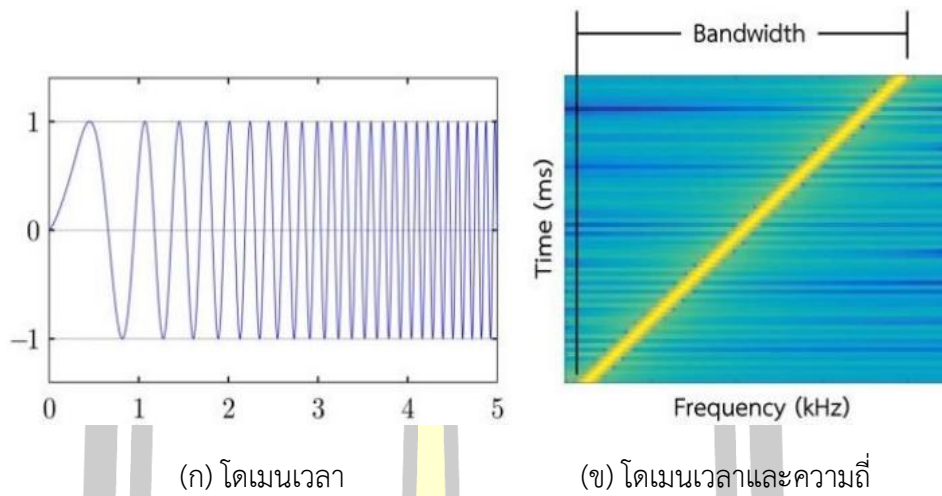 Bandwidth
1
0
−1
0 1 2 3 4 5
Time (ms)
Frequency (kHz)
(ก) โดเมนเวลา
(ข) โดเมนเวลาและความถี่